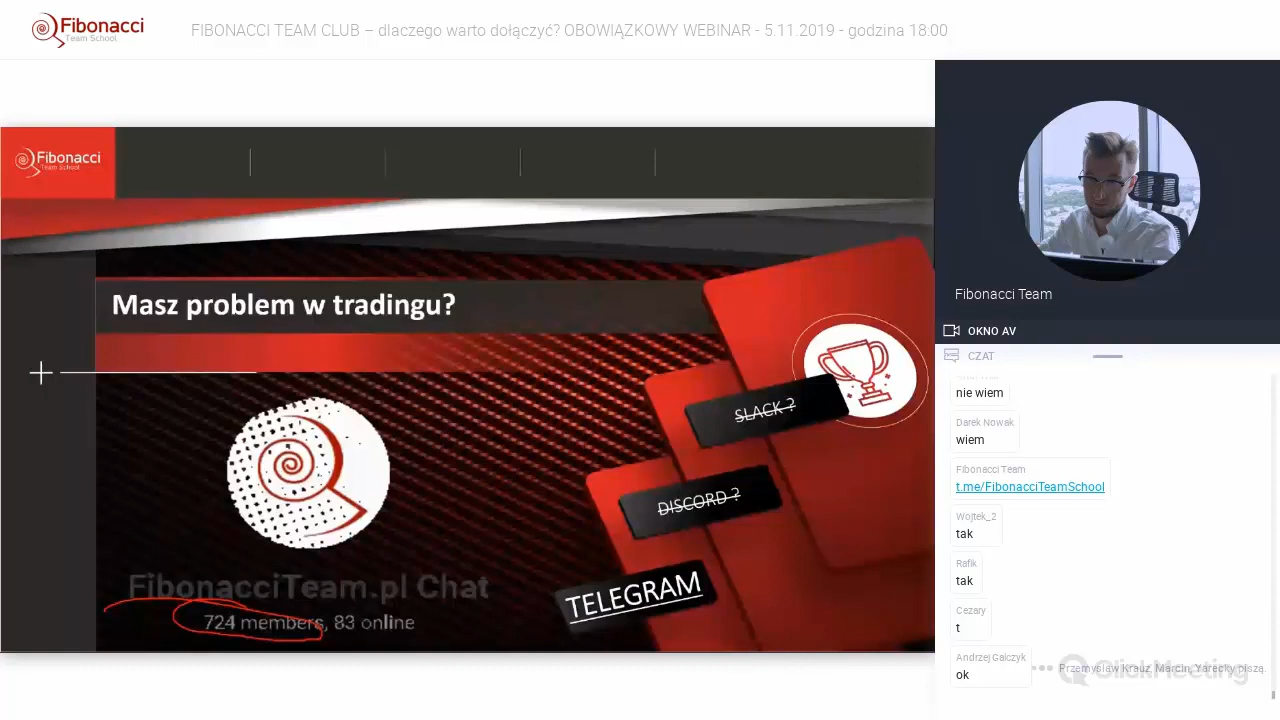 Fibonacci
Team School
FIBONACCI TEAM CLUB – dlaczego warto dołączyć? OBOWIĄZKOWY WEBINAR - 5.11.2019 - godzina 18:00
Fibonacci
Team School
Masz problem w tradingu?
SLACK ?
DISCORD ?
TELEGRAM
FibonacciTeam.pl Chat
724 members, 83 online
Fibonacci Team
OKNO AV
CZAT
nie wiem
Darek Nowak
wiem
Fibonacci Team
t.me/FibonacciTeamSchool
Wojtek_2
tak
Rafik
tak
Cezary
t
Andrzej Galczyk
ok
Przemysław Krauz, Marcin, Yarecky piszą.
ClickMeeting